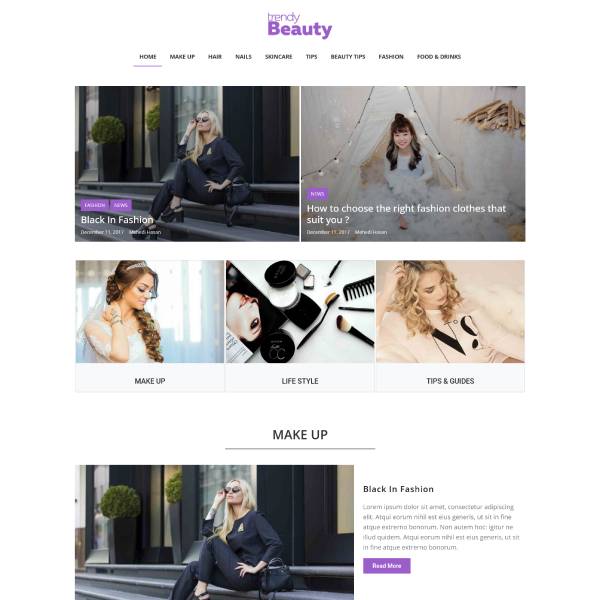 trendy
Beauty
HOME MAKE UP HAIR NAILS SKINCARE TIPS BEAUTY TIPS FASHION FOOD & DRINKS
FASHION NEWS
Black In Fashion
December 11, 2017 Mehedi Hasan
NEWS
How to choose the right fashion clothes that
suit you ?
December 11, 2017 Mehedi Hasan
MAKE UP
LIFE STYLE
TIPS & GUIDES
MAKE UP
Black In Fashion
Lorem ipsum dolor sit amet, consectetur adipiscing
elit. Atqui eorum nihil est eius generis, ut sit in fine
atque extrerno bonorum. Non autem hoc: igitur ne
illud quidem. Atqui eorum nihil est eius generis, ut sit
in fine atque extrerno bonorum.
Read More